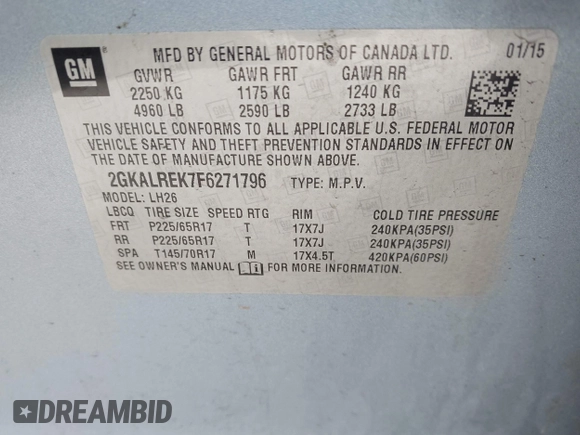 GM
MFD BY GENERAL MOTORS OF CANADA LTD. 01/15
GVWR GAWR FRT GAWR RR
2250 KG 1175 KG 1240 KG
4960 LB 2590 LB 2733 LB
THIS VEHICLE CONFORMS TO ALL APPLICABLE U.S. FEDERAL MOTOR
VEHICLE SAFETY AND THEFT PREVENTION STANDARDS IN EFFECT ON
THE DATE OF MANUFACTURE SHOWN ABOVE.
2GKALREK7F6271796 TYPE: M.P.V.
MODEL: LH26
LBCQ TIRE SIZE SPEED RTG RIM COLD TIRE PRESSURE
FRT P225/65R17 T 17X7J 240KPA(35PSI)
RR P225/65R17 T 17X7J 240KPA(35PSI)
SPA T145/70R17 M 17X4.5T 420KPA(60PSI)
SEE OWNER'S MANUAL FOR MORE INFORMATION.
DREAMBID